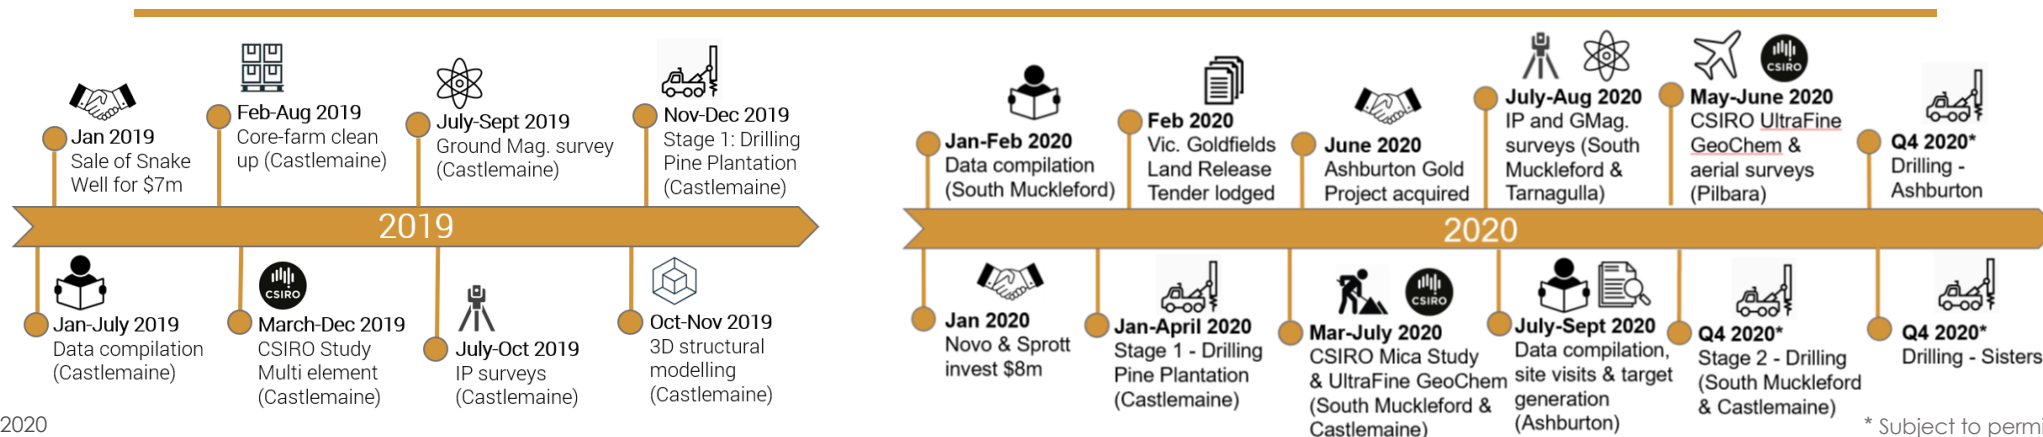 Jan 2019
Sale of Snake
Well for $7m
Feb-Aug 2019
Core-farm clean
up (Castlemaine)
July-Sept 2019
Ground Mag. survey
(Castlemaine)
Nov-Dec 2019
Stage 1: Drilling
Pine Plantation
(Castlemaine)
2019
Jan-July 2019
Data compilation
(Castlemaine)
CSIRO
March-Dec 2019
CSIRO Study
Multi element
(Castlemaine)
July-Oct 2019
IP surveys
(Castlemaine)
Oct-Nov 2019
3D structural
modelling
(Castlemaine)
Jan-Feb 2020
Data compilation
(South Muckleford)
Feb 2020
Vic. Goldfields
Land Release
Tender lodged
June 2020
Ashburton Gold
Project acquired
July-Aug 2020
IP and GMag.
surveys (South
Muckleford &
Tarnagulla)
CSIRO
May-June 2020
CSIRO UltraFine
GeoChem &
aerial surveys
(Pilbara)
Q4 2020*
Drilling -
Ashburton
2020
Jan 2020
Novo & Sprott
invest $8m
Jan-April 2020
Stage 1 - Drilling
Pine Plantation
(Castlemaine)
CSIRO
Mar-July 2020
CSIRO Mica Study
& UltraFine GeoChem
(South Muckleford &
Castlemaine)
July-Sept 2020
Data compilation,
site visits & target
generation
(Ashburton)
Q4 2020*
Stage 2 - Drilling
(South Muckleford
& Castlemaine)
Q4 2020*
Drilling - Sisters
2020
* Subject to permi